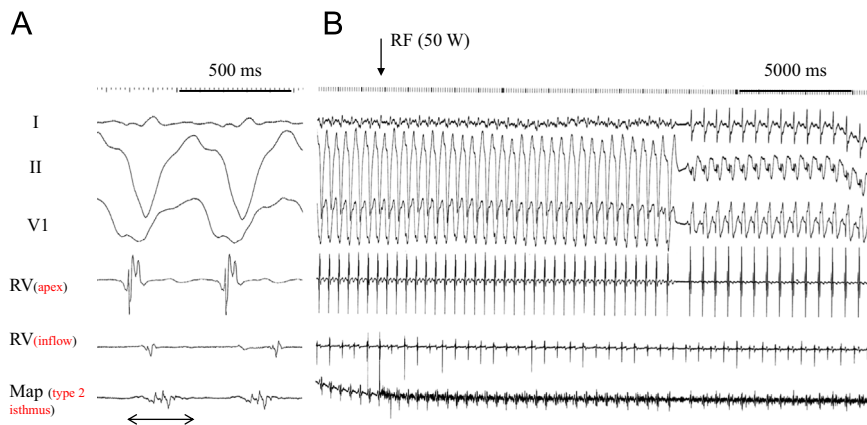 A
B
RF (50 W)
500 ms
5000 ms
I
II
V1
RV(apex)
RV(inflow)
Map (type 2
isthmus)